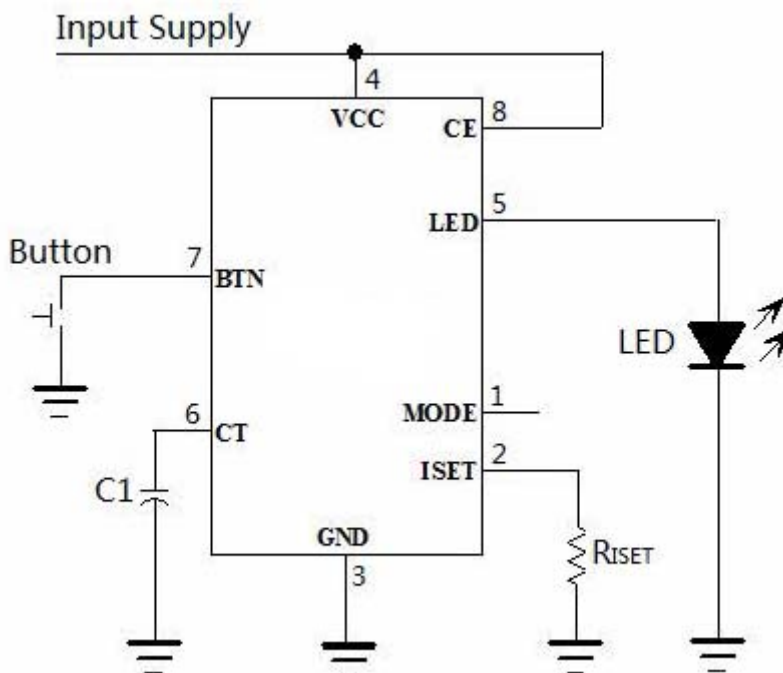 Input Supply
4
VCC
8
CE
5
LED
Button
7
BTN
LED
1
MODE
6
CT
2
ISET
C1
GND
RISET
3